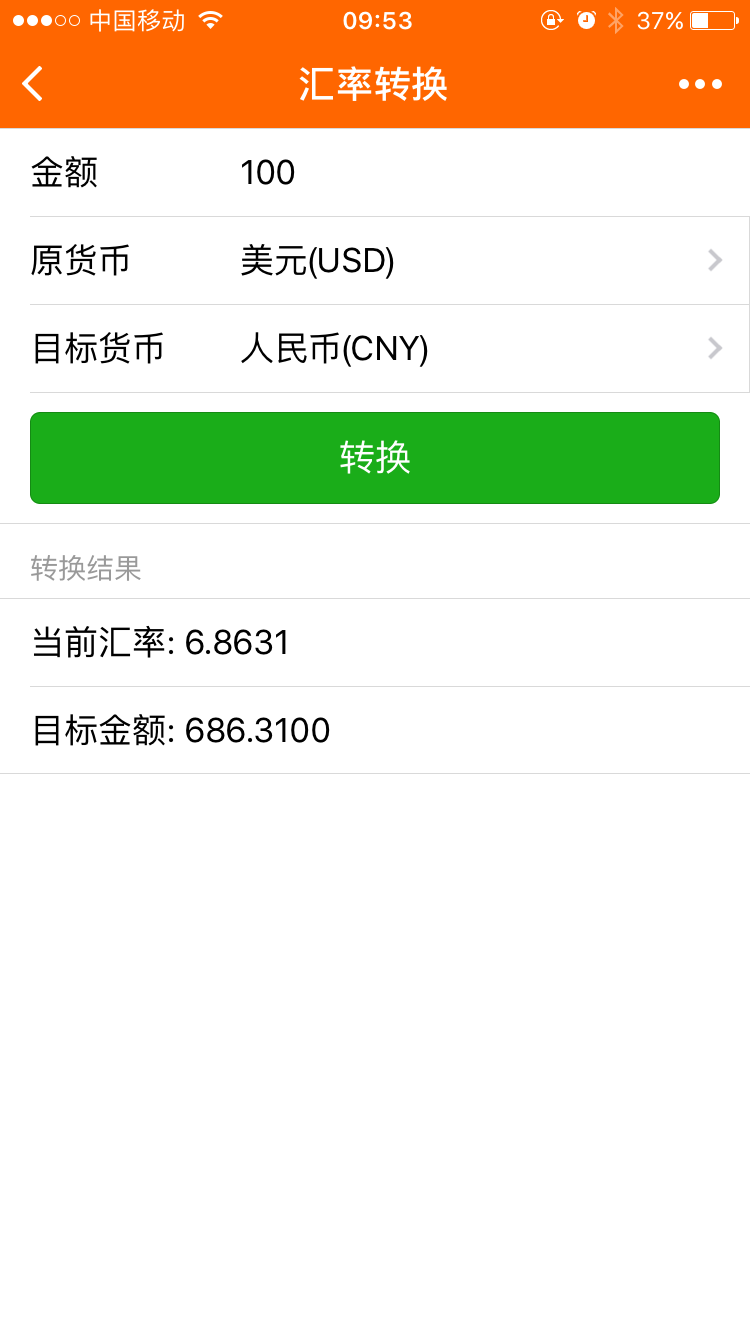 中国移动 09:53 37%
汇率转换
金额 100
原货币 美元(USD)
目标货币 人民币(CNY)
转换
转换结果
当前汇率: 6.8631
目标金额: 686.3100